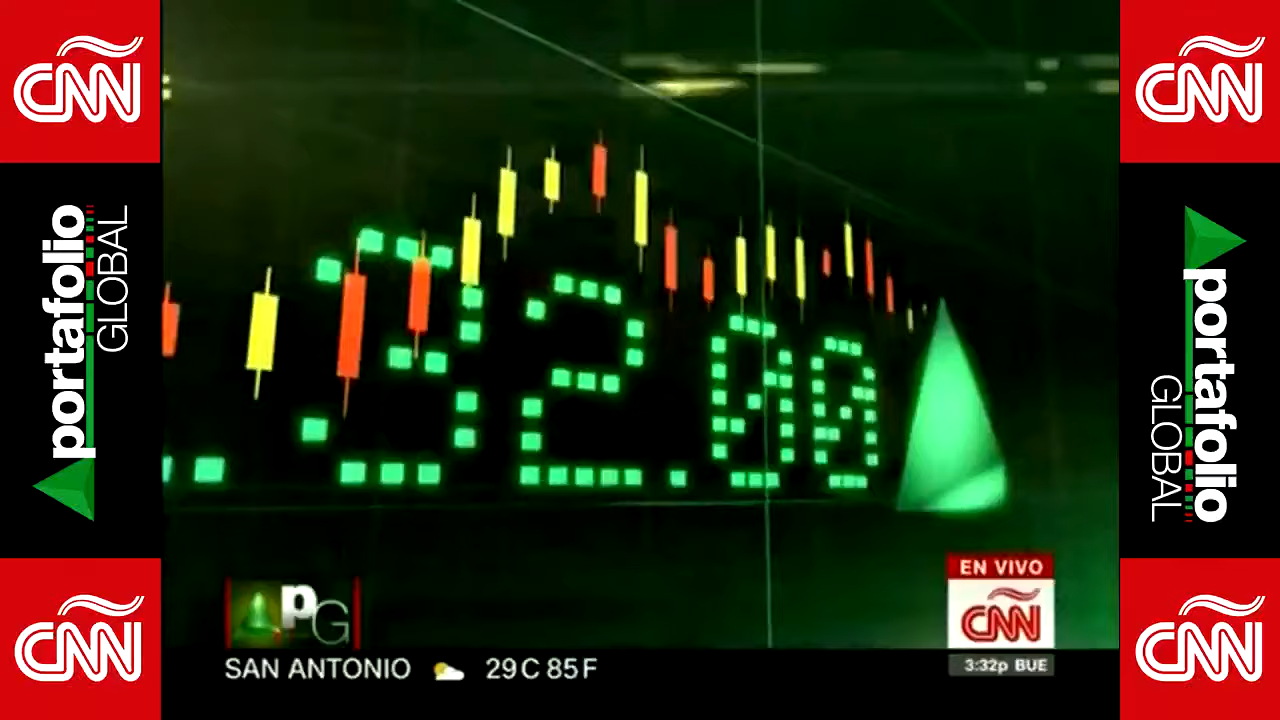 CNN
portafolio
GLOBAL
CNN
32.00
PG
SAN ANTONIO 29C 85F
EN VIVO
CNN
3:32p BUE
CNN
portafolio
GLOBAL
CNN